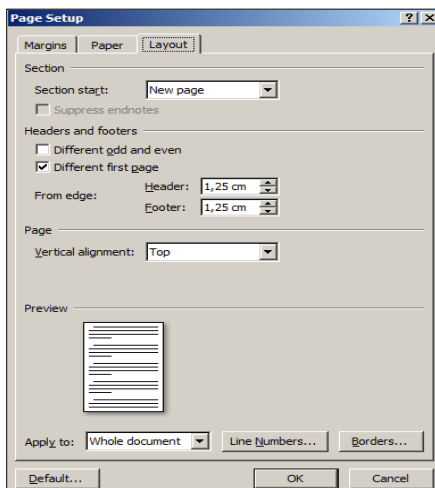 Page Setup
Margins Paper Layout
Section
Section start: New page
Suppress endnotes
Headers and footers
Different odd and even
Different first page
From edge:
Header: 1,25 cm
Footer: 1,25 cm
Page
Vertical alignment: Top
Preview
Apply to: Whole document Line Numbers... Borders...
Default... OK Cancel